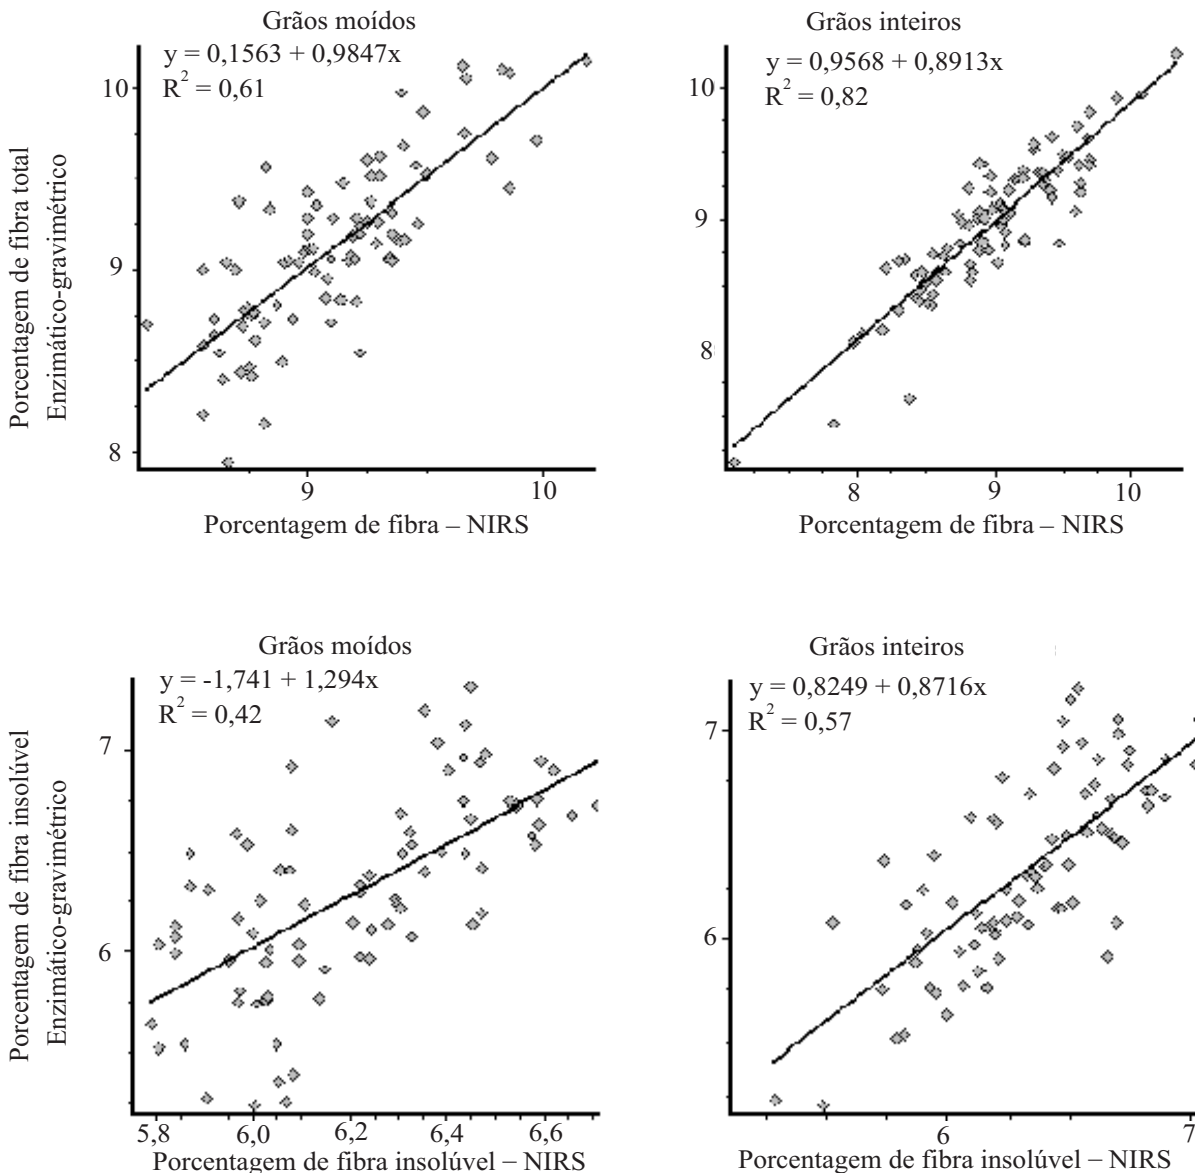 Grãos moídos
y = 0,1563 + 0,9847x
R² = 0,61
Porcentagem de fibra total
Enzimático-gravimétrico
10
9
8
9
10
Porcentagem de fibra – NIRS
Grãos inteiros
y = 0,9568 + 0,8913x
R² = 0,82
10
9
8
8
9
10
Porcentagem de fibra – NIRS
Grãos moídos
y = -1,741 + 1,294x
R² = 0,42
Porcentagem de fibra insolúvel
Enzimático-gravimétrico
7
6
5,8
6,0
6,2
6,4
6,6
Porcentagem de fibra insolúvel – NIRS
Grãos inteiros
y = 0,8249 + 0,8716x
R² = 0,57
7
6
6
7
Porcentagem de fibra insolúvel – NIRS